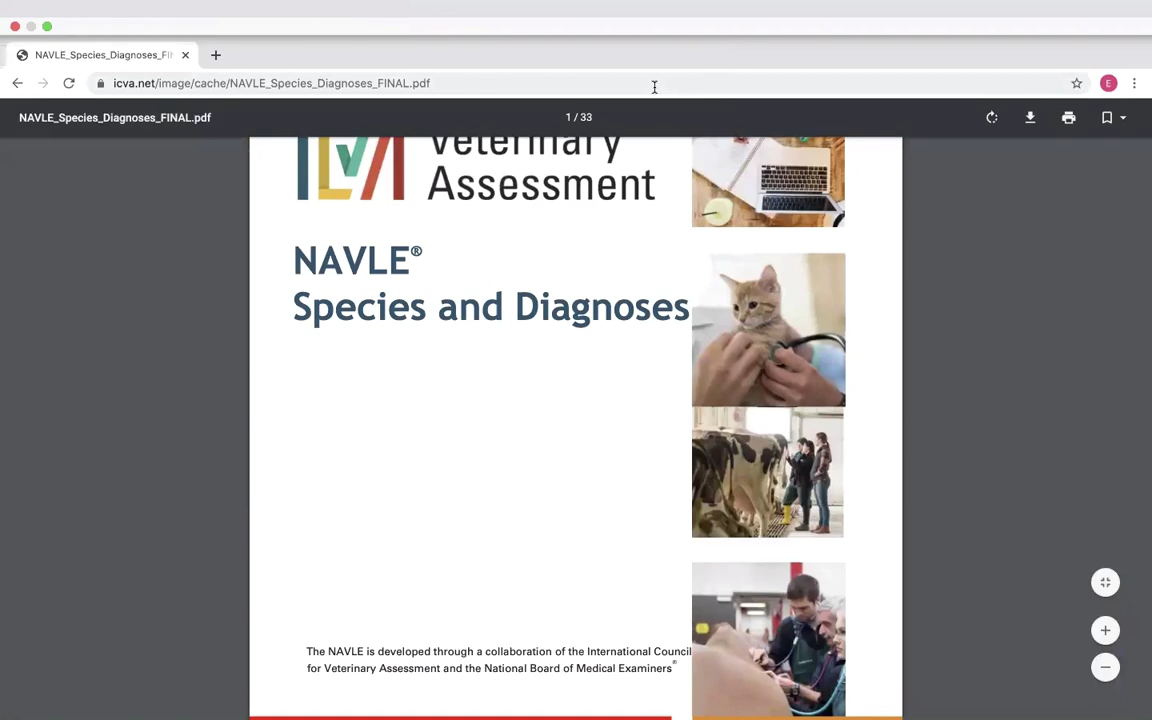 NAVLE_Species_Diagnoses_FI
icva.net/image/cache/NAVLE_Species_Diagnoses_FINAL.pdf
E
NAVLE_Species_Diagnoses_FINAL.pdf
1 / 33
Veterinary
Assessment
NAVLE®
Species and Diagnoses
The NAVLE is developed through a collaboration of the International Council
for Veterinary Assessment and the National Board of Medical Examiners®